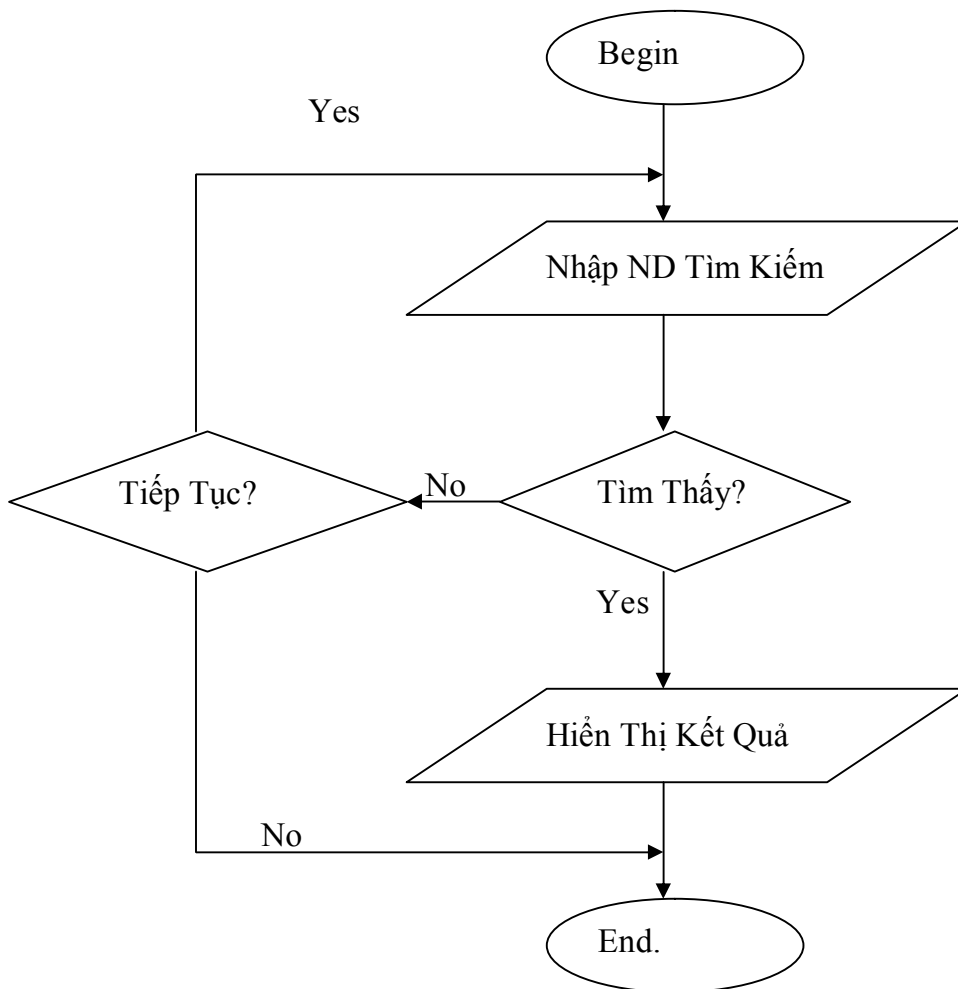 Begin
Yes
Nhập ND Tìm Kiếm
Tiếp Tục?
No
Tìm Thấy?
Yes
Hiển Thị Kết Quả
No
End.